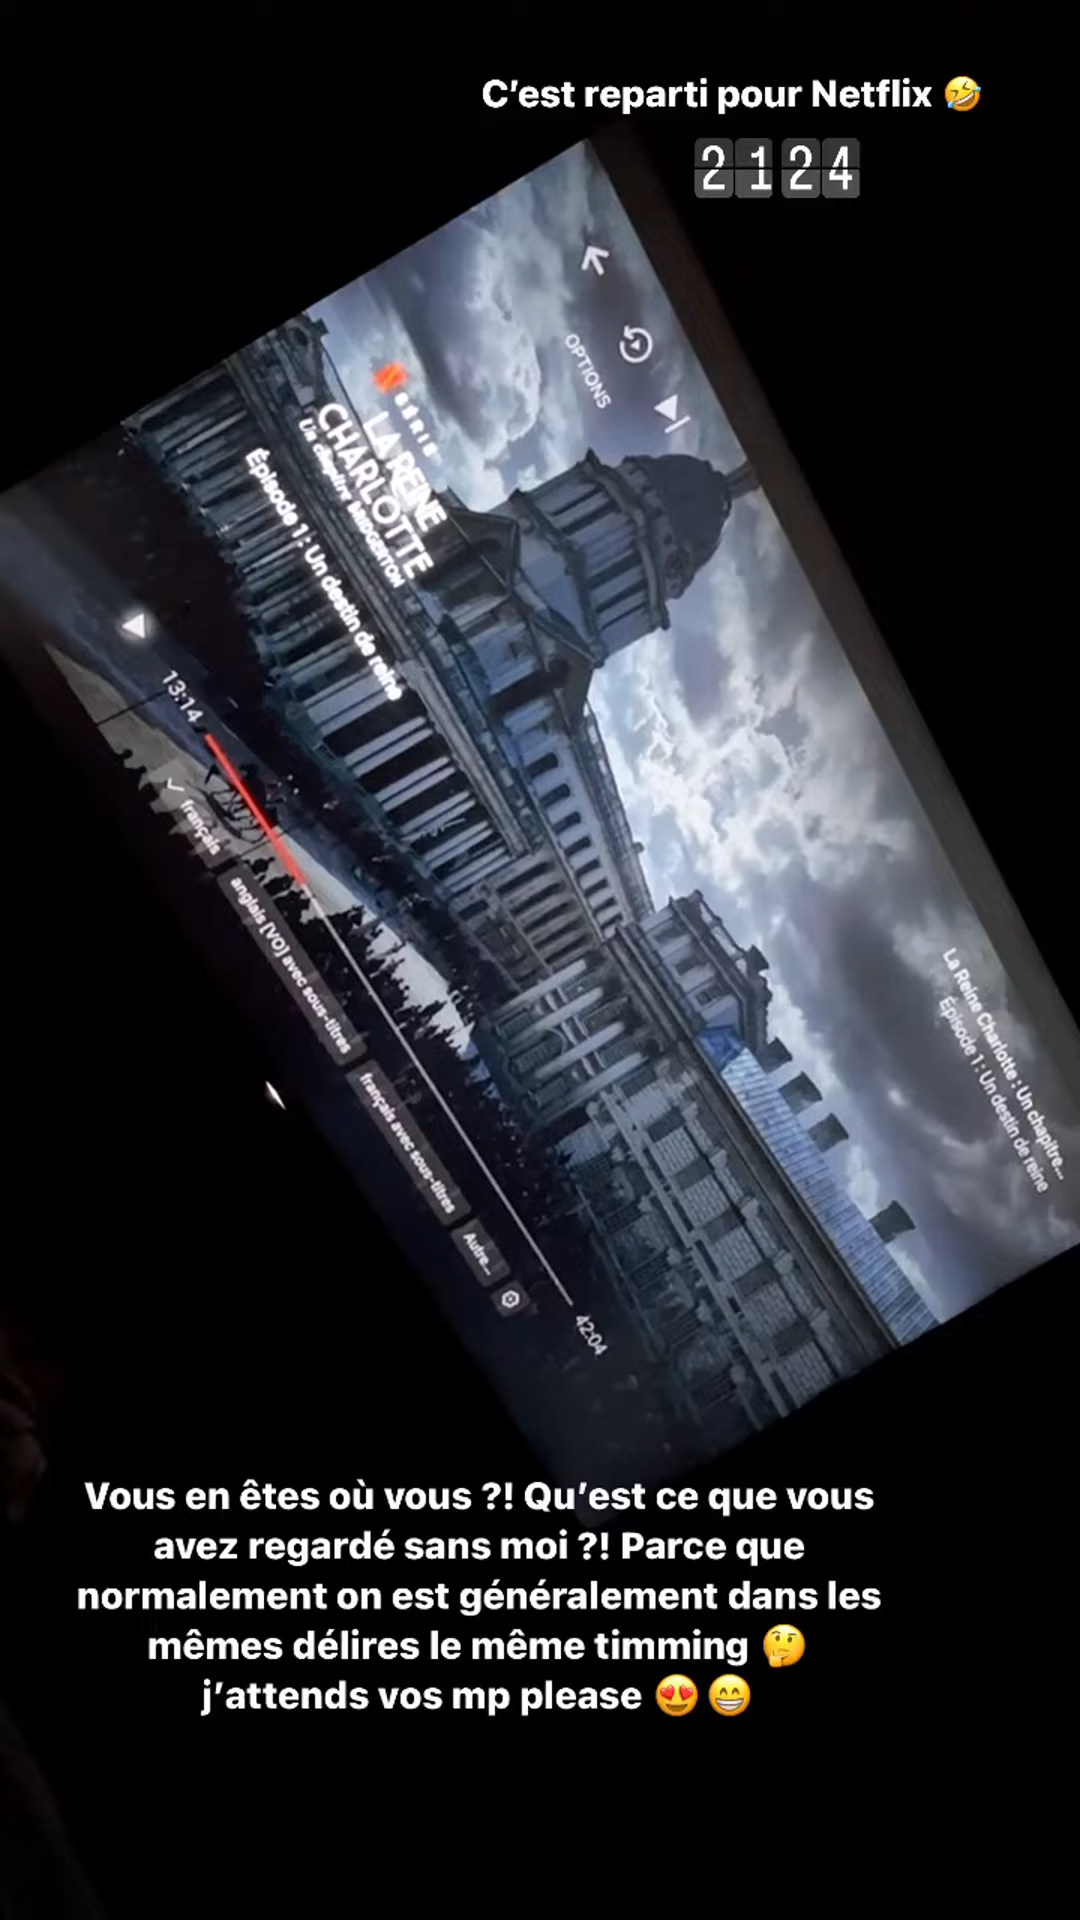 C'est reparti pour Netflix 🤣
21 24
OPTIONS
SÉRIE
LA REINE
CHARLOTTE
Un chapitre BRIDGERTON
Épisode 1 : Un destin de reine
La Reine Charlotte : Un chapitre...
Épisode 1 : Un destin de reine
13:14
42:04
français
anglais [VO] avec sous-titres
français avec sous-titres
Autre...
Vous en êtes où vous ?! Qu'est ce que vous
avez regardé sans moi ?! Parce que
normalement on est généralement dans les
mêmes délires le même timming 🤔
j'attends vos mp please 😍 😁